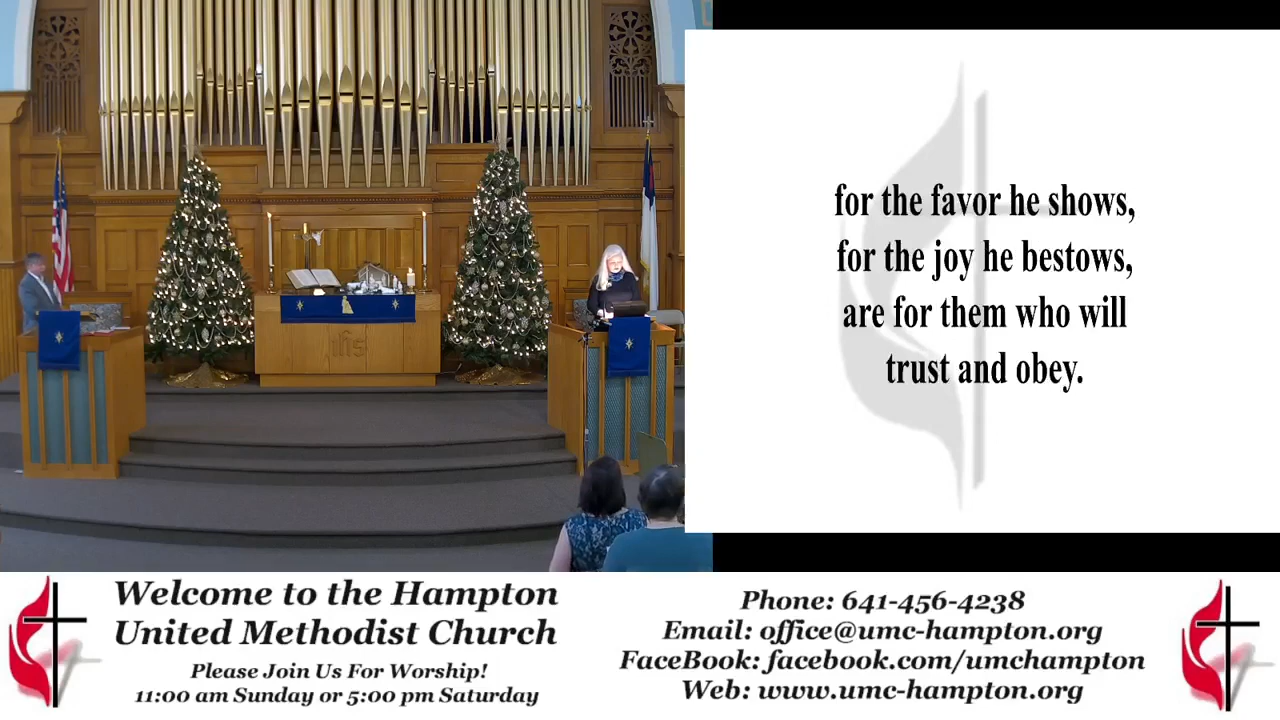 for the favor he shows,
for the joy he bestows,
are for them who will
trust and obey.
ihs
Welcome to the Hampton
United Methodist Church
Please Join Us For Worship!
11:00 am Sunday or 5:00 pm Saturday
Phone: 641-456-4238
Email: office@umc-hampton.org
FaceBook: facebook.com/umchampton
Web: www.umc-hampton.org